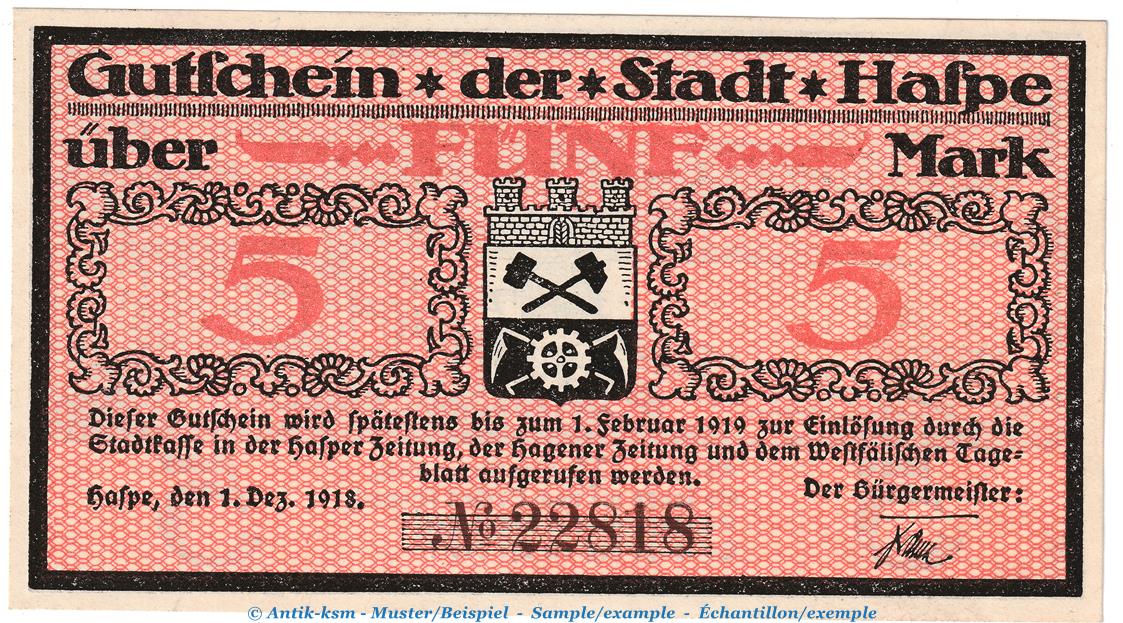 Gutschein * der * Stadt * Haspe
über FÜNF Mark
5 5
Dieser Gutschein wird spätestens bis zum 1. Februar 1919 zur Einlösung durch die
Stadtkasse in der Hasper Zeitung, der Hagener Zeitung und dem Westfälischen Tage=
blatt aufgerufen werden.
Haspe, den 1. Dez. 1918.
Der Bürgermeister:
No 22818
© Antik-ksm - Muster/Beispiel - Sample/example - Échantillon/exemple